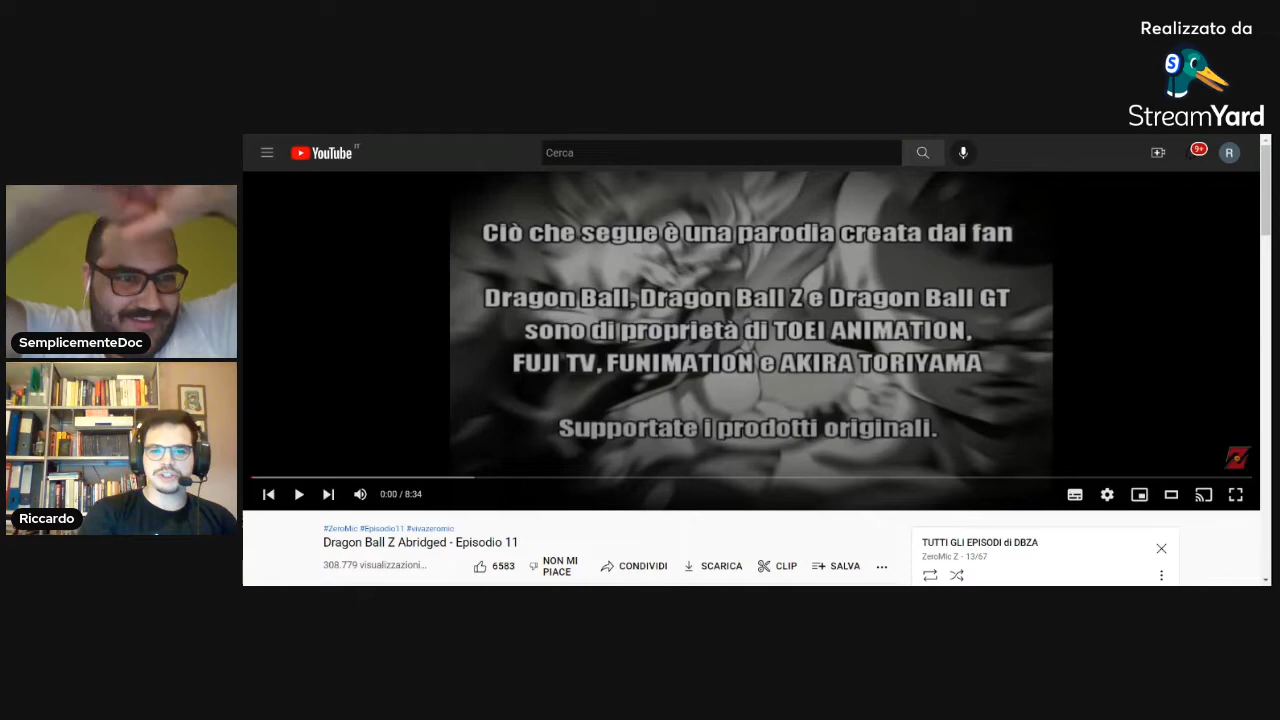 Realizzato da
S
StreamYard
YouTube IT
Cerca
9+
R
Ciò che segue è una parodia creata dai fan
Dragon Ball, Dragon Ball Z e Dragon Ball GT
sono di proprietà di TOEI ANIMATION,
FUJI TV, FUNIMATION e AKIRA TORIYAMA
Supportate i prodotti originali.
SemplicementeDoc
Riccardo
0:00 / 8:34
#ZeroMic #Episodio11 #vivazeromic
Dragon Ball Z Abridged - Episodio 11
308.779 visualizzazioni...
6583
NON MI
PIACE
CONDIVIDI
SCARICA
CLIP
SALVA
TUTTI GLI EPISODI di DBZA
ZeroMic Z - 13/67